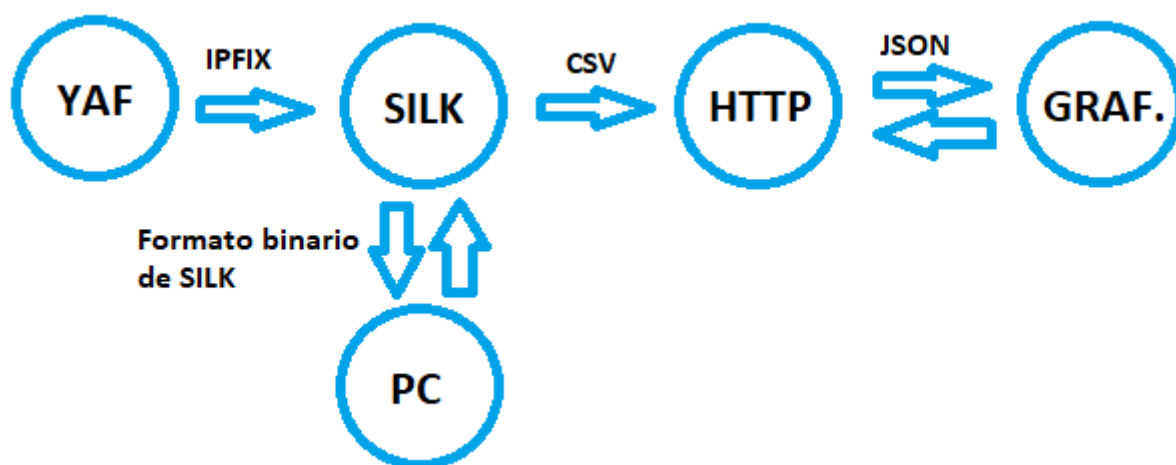 IPFIX
CSV
JSON
YAF
SILK
HTTP
GRAF.
Formato binario
de SILK
PC